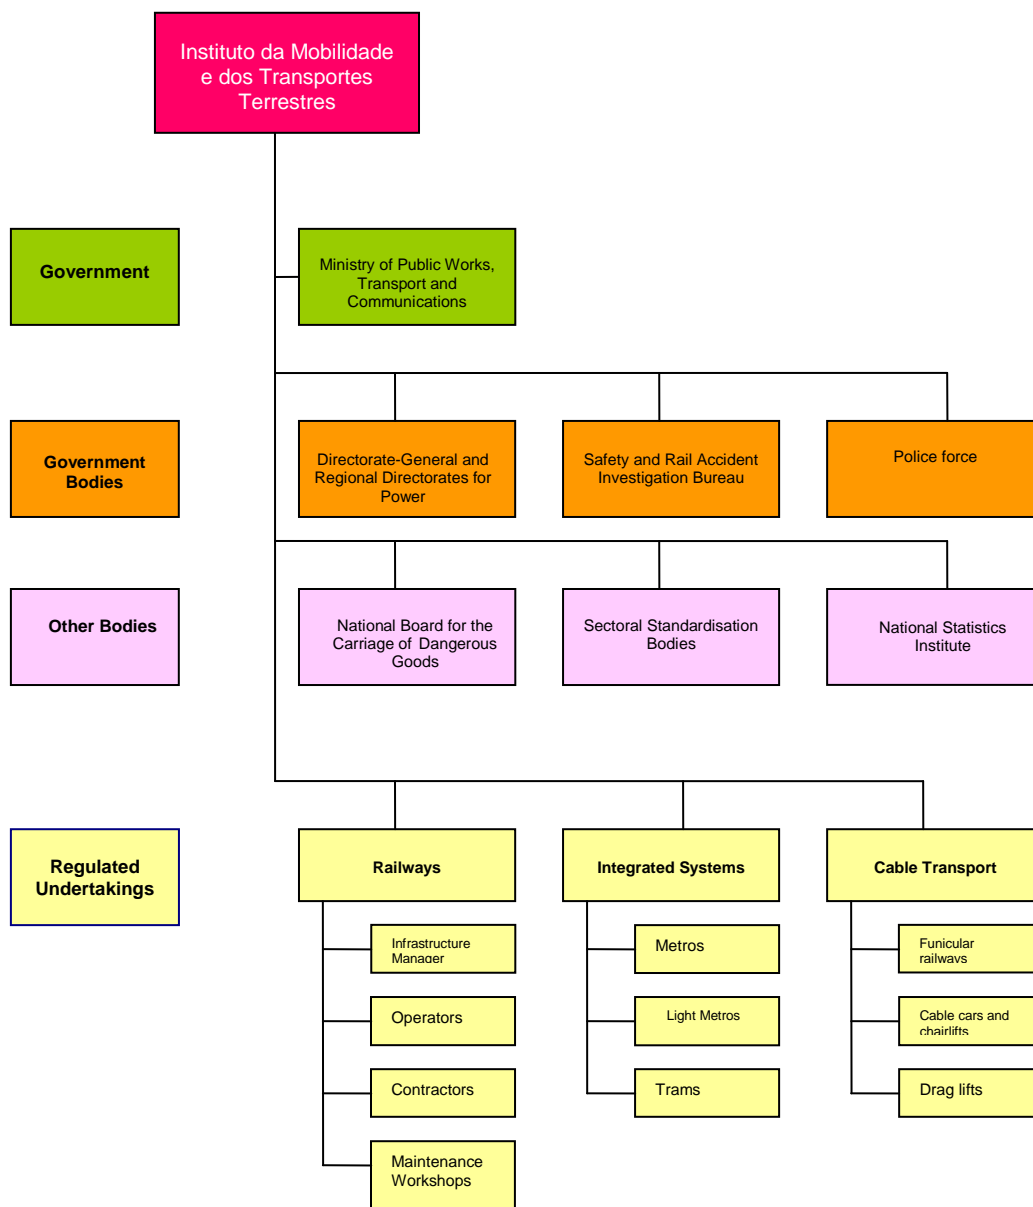 Instituto da Mobilidade
e dos Transportes
Terrestres
Government
Ministry of Public Works,
Transport and
Communications
Government
Bodies
Directorate-General and
Regional Directorates for
Power
Safety and Rail Accident
Investigation Bureau
Police force
Other Bodies
National Board for the
Carriage of Dangerous
Goods
Sectoral Standardisation
Bodies
National Statistics
Institute
Regulated
Undertakings
Railways
Integrated Systems
Cable Transport
Infrastructure
Manager
Metros
Funicular
railways
Operators
Light Metros
Cable cars and
chairlifts
Contractors
Trams
Drag lifts
Maintenance
Workshops